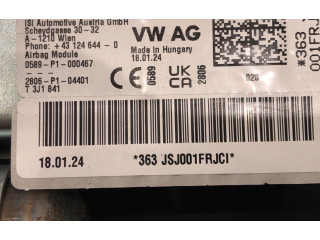 ISI Automotive Austria GmbH
Scheydgasse 30-32
A-1210 Wien
Phone: +43 124 644 - 0
Airbag Module
0589-P1-000467
2806-P1-04401
T 3J1 841
VW AG
Made in Hungary
18.01.24
CE 0589
UK CA 2806
028
*363
001FR
18.01.24 *363 JSJ001FRJCI*